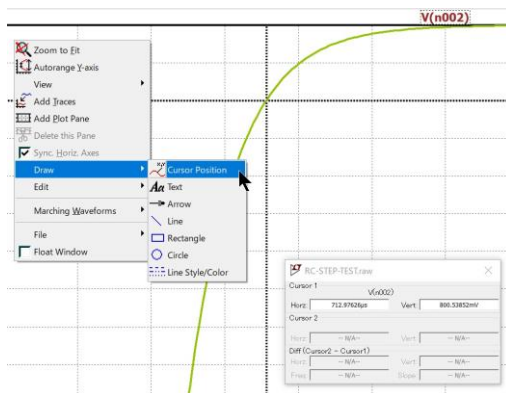 V(n002)
Zoom to Fit
Autorange Y-axis
View
Add Traces
Add Plot Pane
Delete this Pane
Sync. Horiz. Axes
Draw
Edit
Marching Waveforms
File
Float Window
Cursor Position
Aa Text
Arrow
Line
Rectangle
Circle
Line Style/Color
RC-STEP-TEST.raw
Cursor 1
V(n002)
Horz: 712.97626µs Vert: 800.53852mV
Cursor 2
Horz: -- N/A-- Vert: -- N/A--
Diff (Cursor2 - Cursor1)
Horz: -- N/A-- Vert: -- N/A--
Freq: -- N/A-- Slope: -- N/A--